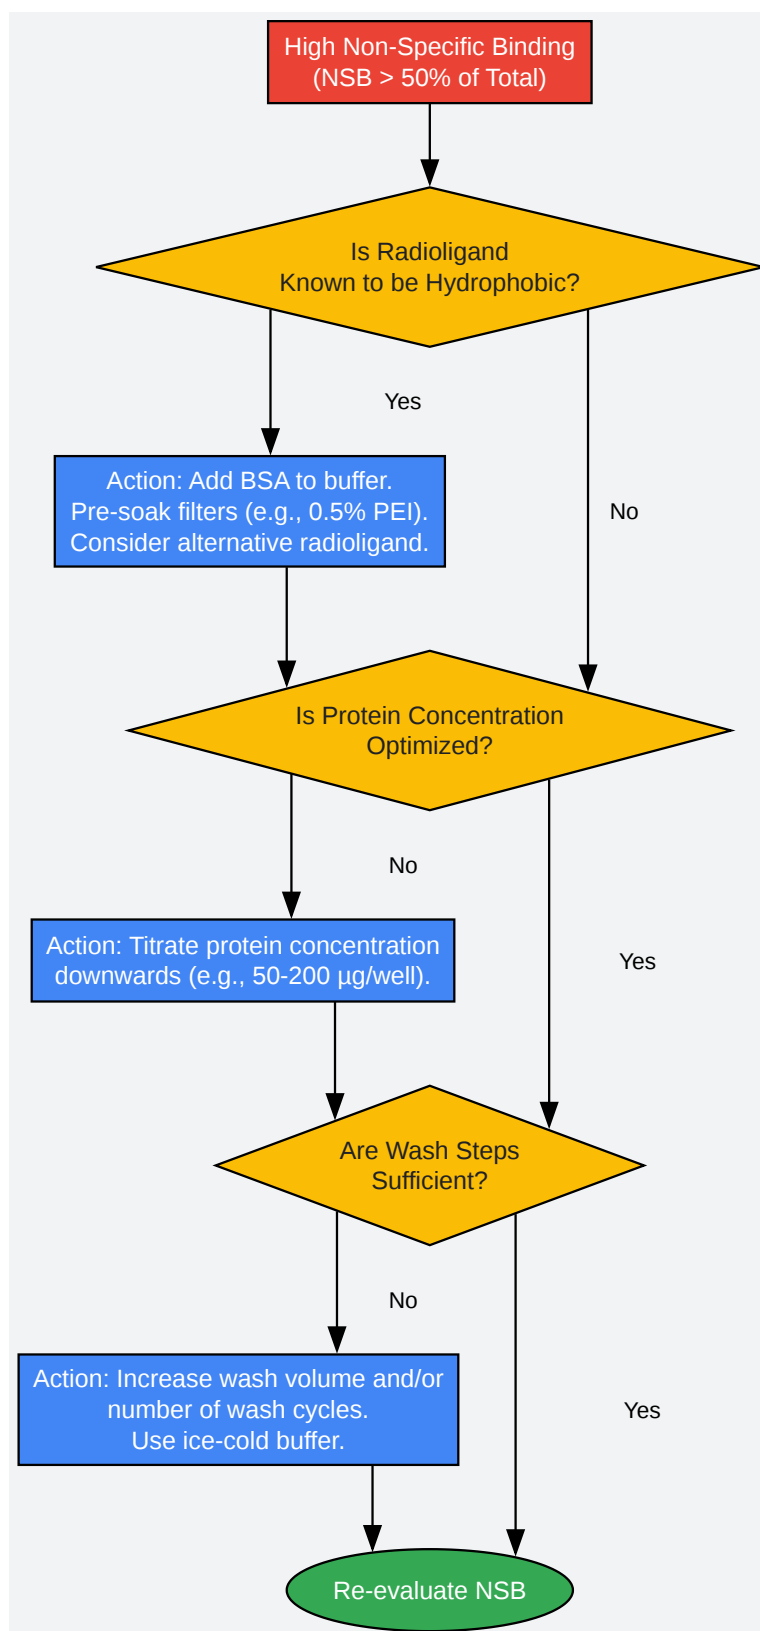 High Non-Specific Binding
(NSB > 50% of Total)
Is Radioligand
Known to be Hydrophobic?
Yes
Action: Add BSA to buffer.
Pre-soak filters (e.g., 0.5% PEI).
Consider alternative radioligand.
No
Is Protein Concentration
Optimized?
No
Action: Titrate protein concentration
downwards (e.g., 50-200 µg/well).
Yes
Are Wash Steps
Sufficient?
No
Action: Increase wash volume and/or
number of wash cycles.
Use ice-cold buffer.
Yes
Re-evaluate NSB